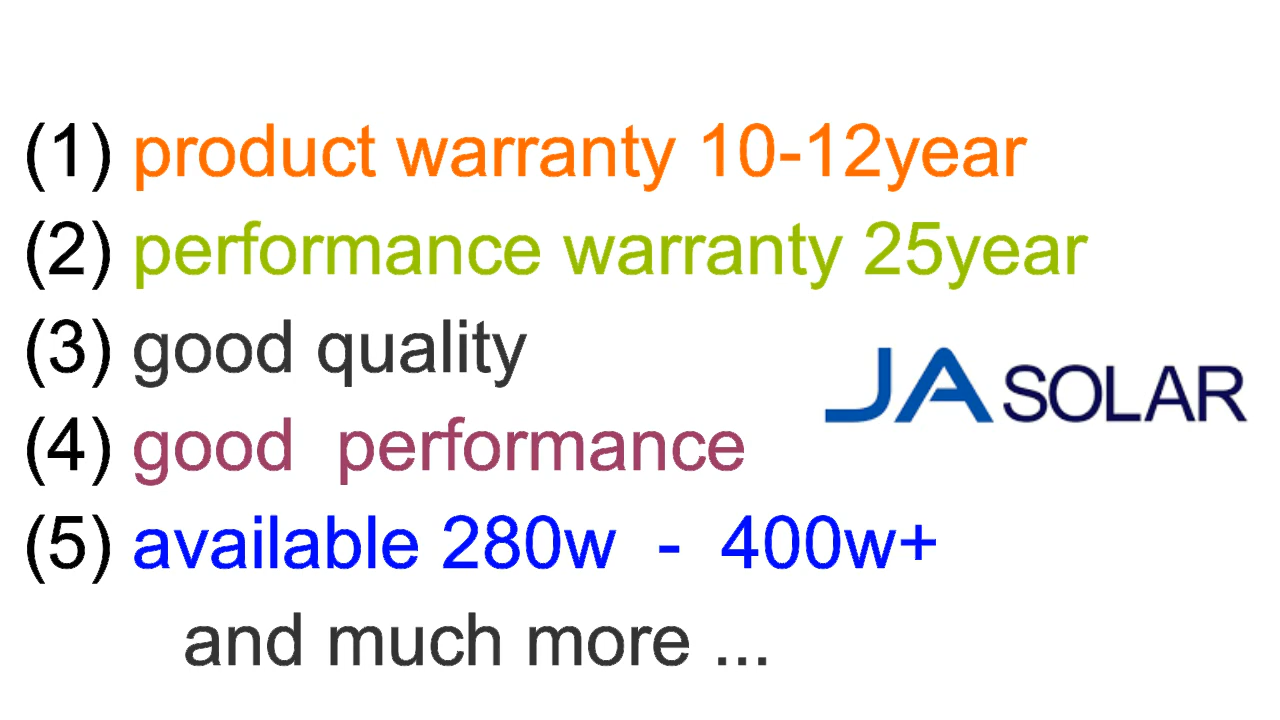 (1) product warranty 10-12year
(2) performance warranty 25year
(3) good quality
JA SOLAR
(4) good  performance
(5) available 280w  -  400w+
and much more ...